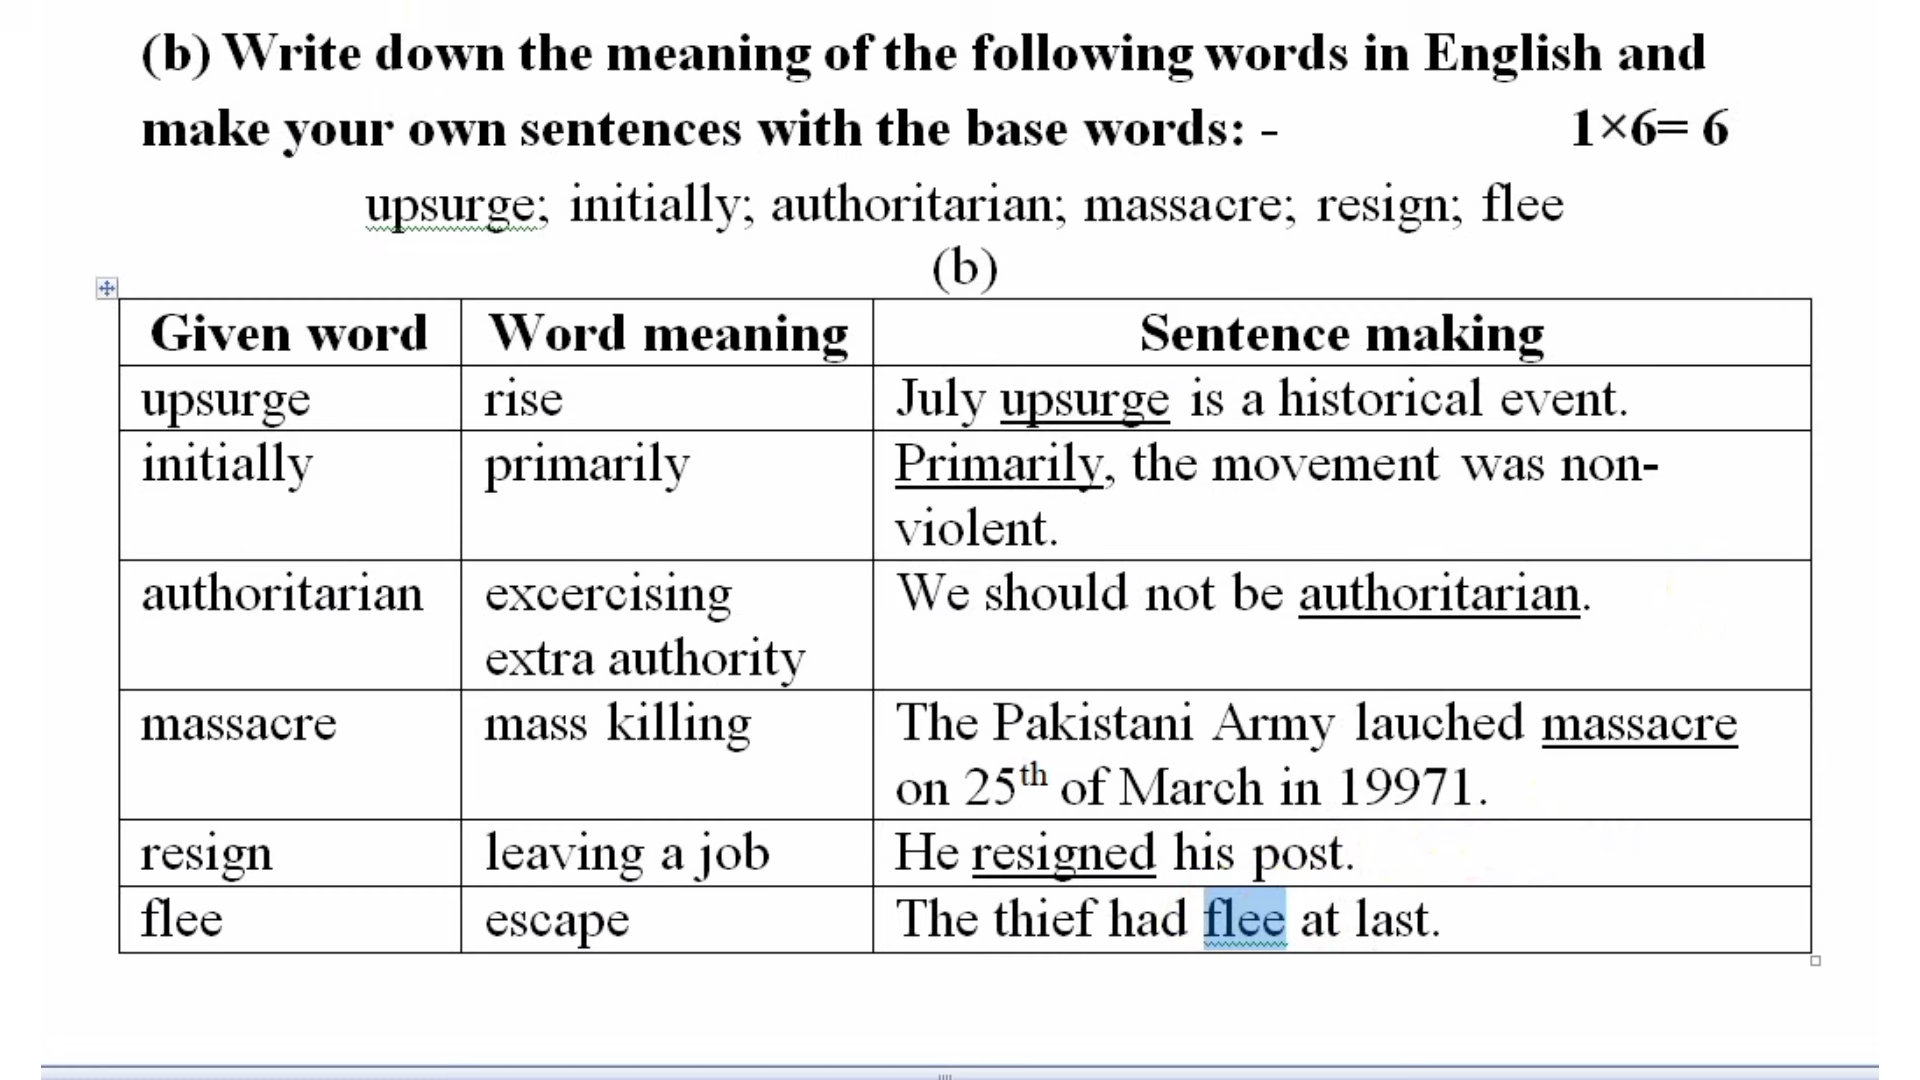 (b) Write down the meaning of the following words in English and
make your own sentences with the base words: - 1×6= 6
upsurge; initially; authoritarian; massacre; resign; flee
(b)
Given word Word meaning Sentence making
upsurge rise July upsurge is a historical event.
initially primarily Primarily, the movement was non-
violent.
authoritarian excercising We should not be authoritarian.
extra authority
massacre mass killing The Pakistani Army lauched massacre
on 25th of March in 19971.
resign leaving a job He resigned his post.
flee escape The thief had flee at last.